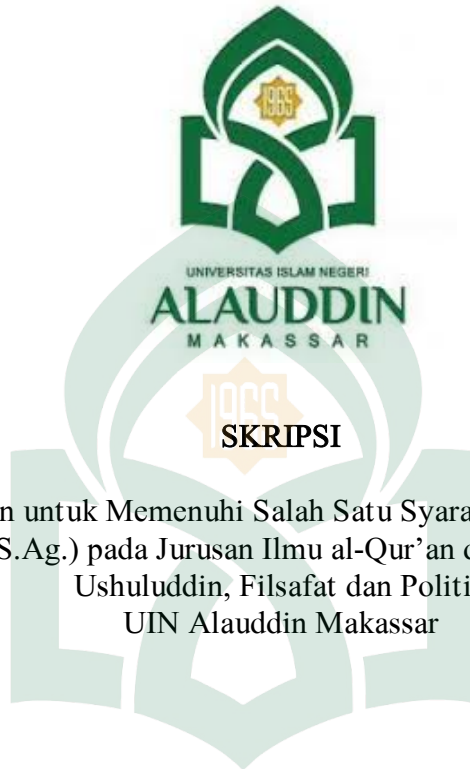 1965
UNIVERSITAS ISLAM NEGERI
ALAUDDIN
MAKASSAR
1965
SKRIPSI
n untuk Memenuhi Salah Satu Syara
S.Ag.) pada Jurusan Ilmu al-Qur’an d
Ushuluddin, Filsafat dan Politi
UIN Alauddin Makassar